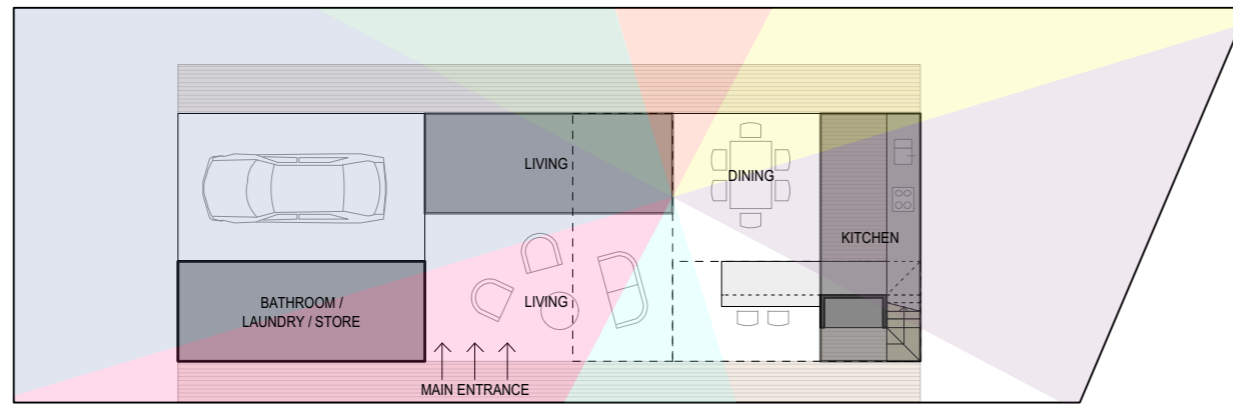 LIVING
DINING
KITCHEN
BATHROOM /
LAUNDRY / STORE
LIVING
MAIN ENTRANCE